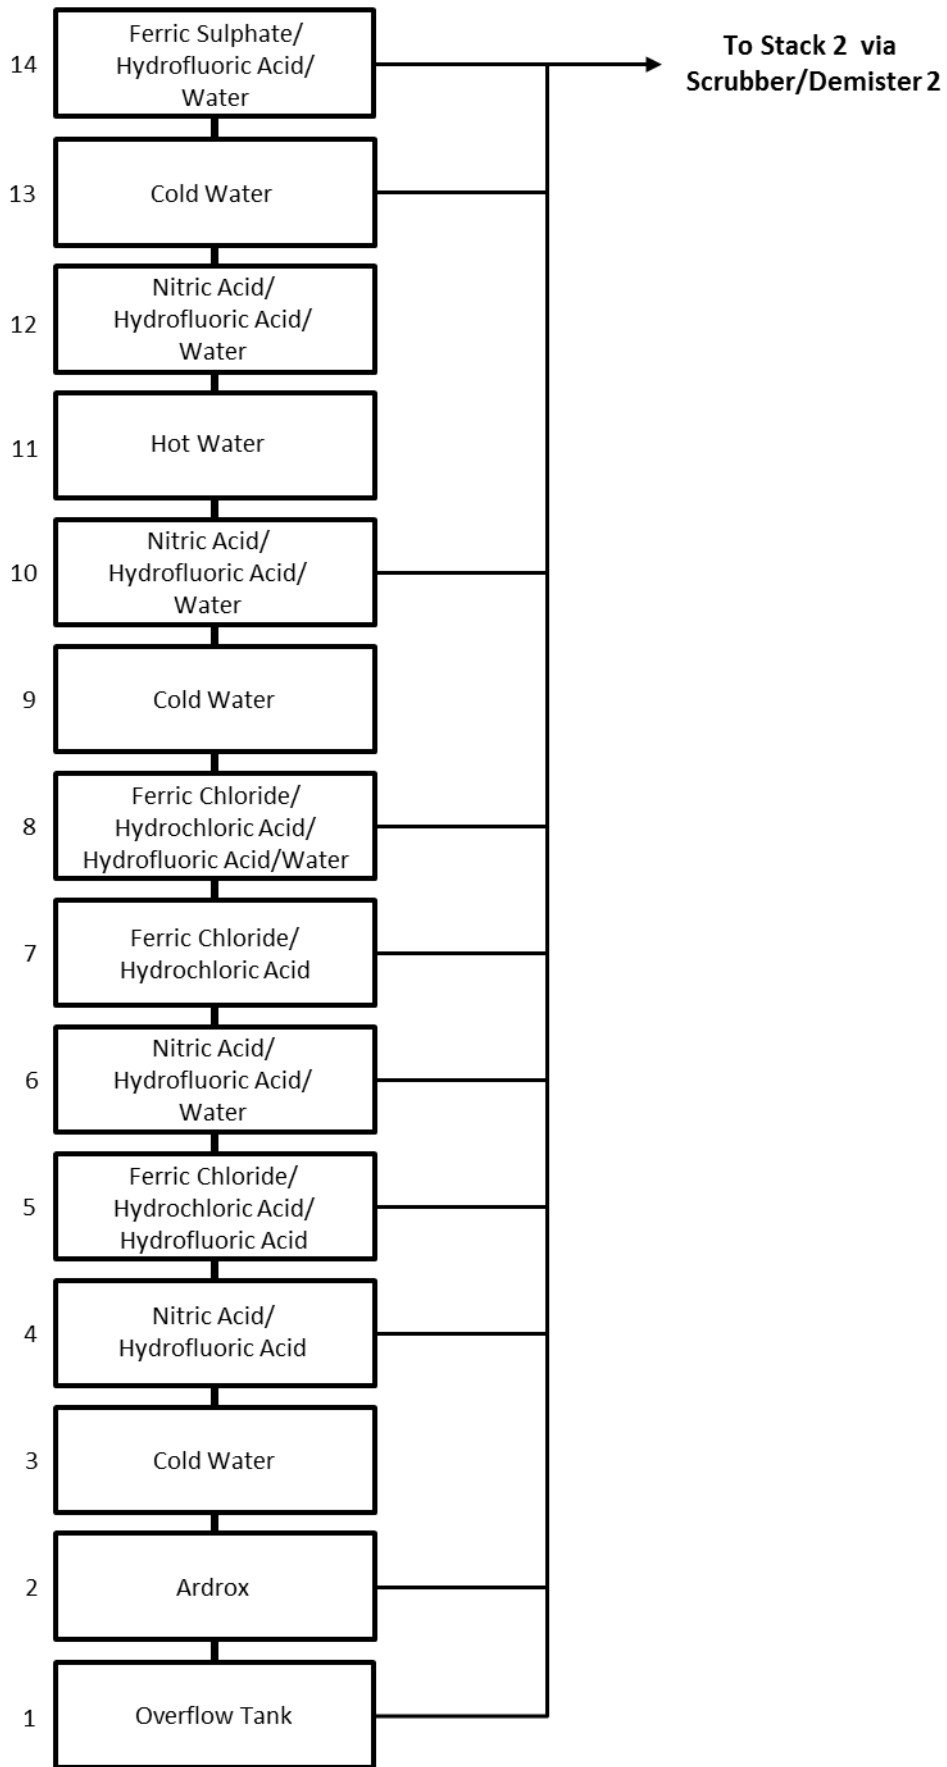 14
Ferric Sulphate/
Hydrofluoric Acid/
Water
To Stack 2 via
Scrubber/Demister 2
13
Cold Water
12
Nitric Acid/
Hydrofluoric Acid/
Water
11
Hot Water
10
Nitric Acid/
Hydrofluoric Acid/
Water
9
Cold Water
8
Ferric Chloride/
Hydrochloric Acid/
Hydrofluoric Acid/Water
7
Ferric Chloride/
Hydrochloric Acid
6
Nitric Acid/
Hydrofluoric Acid/
Water
5
Ferric Chloride/
Hydrochloric Acid/
Hydrofluoric Acid
4
Nitric Acid/
Hydrofluoric Acid
3
Cold Water
2
Ardrox
1
Overflow Tank